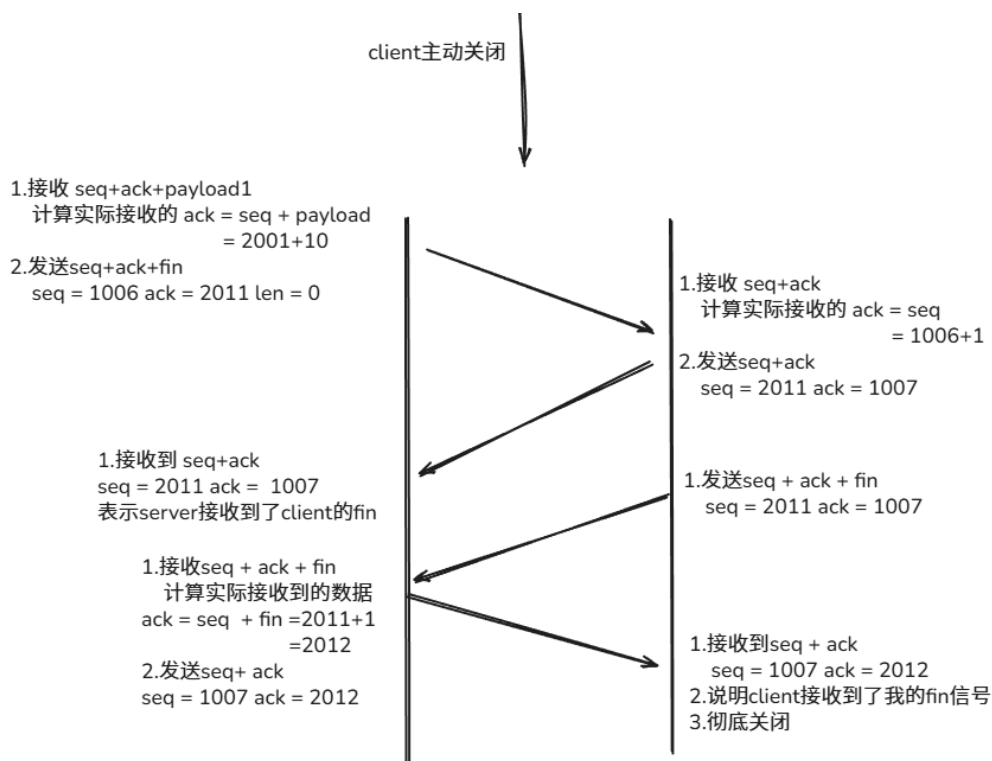 client主动关闭
1.接收 seq+ack+payload1
计算实际接收的 ack = seq + payload
= 2001+10
2.发送seq+ack+fin
seq = 1006 ack = 2011 len = 0
1.接收 seq+ack
计算实际接收的 ack = seq
= 1006+1
2.发送seq+ack
seq = 2011 ack = 1007
1.接收到 seq+ack
seq = 2011 ack = 1007
表示server接收到了client的fin
1.发送seq + ack + fin
seq = 2011 ack = 1007
1.接收seq + ack + fin
计算实际接收到的数据
ack = seq + fin =2011+1
=2012
2.发送seq+ ack
seq = 1007 ack = 2012
1.接收到seq + ack
seq = 1007 ack = 2012
2.说明client接收到了我的fin信号
3.彻底关闭